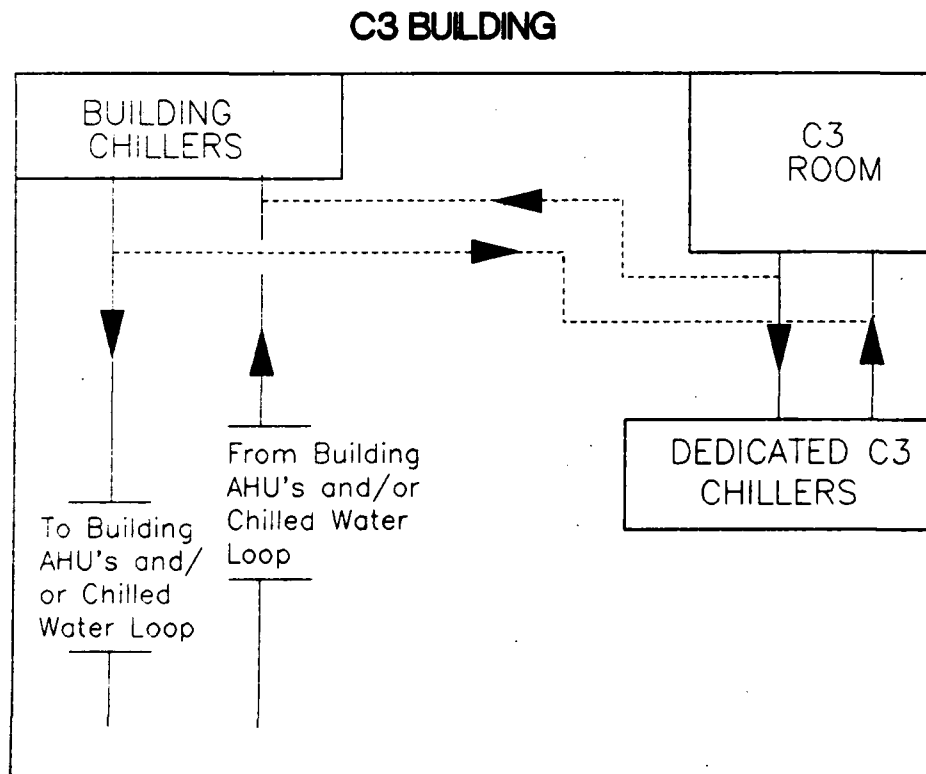 C3 BUILDING
BUILDING
CHILLERS
C3
ROOM
From Building
AHU's and/or
Chilled Water
Loop
DEDICATED C3
CHILLERS
To Building
AHU's and/
or Chilled
Water Loop